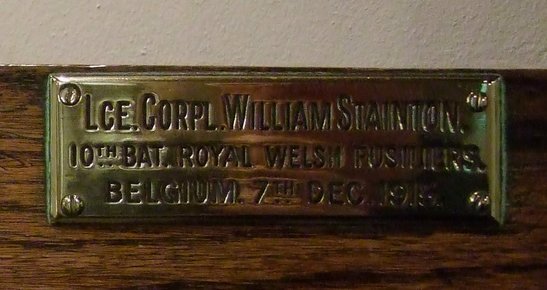 LCE. CORPL. WILLIAM STAINTON.
10TH BAT. ROYAL WELSH FUSILIERS.
BELGIUM. 7TH DEC. 1915.